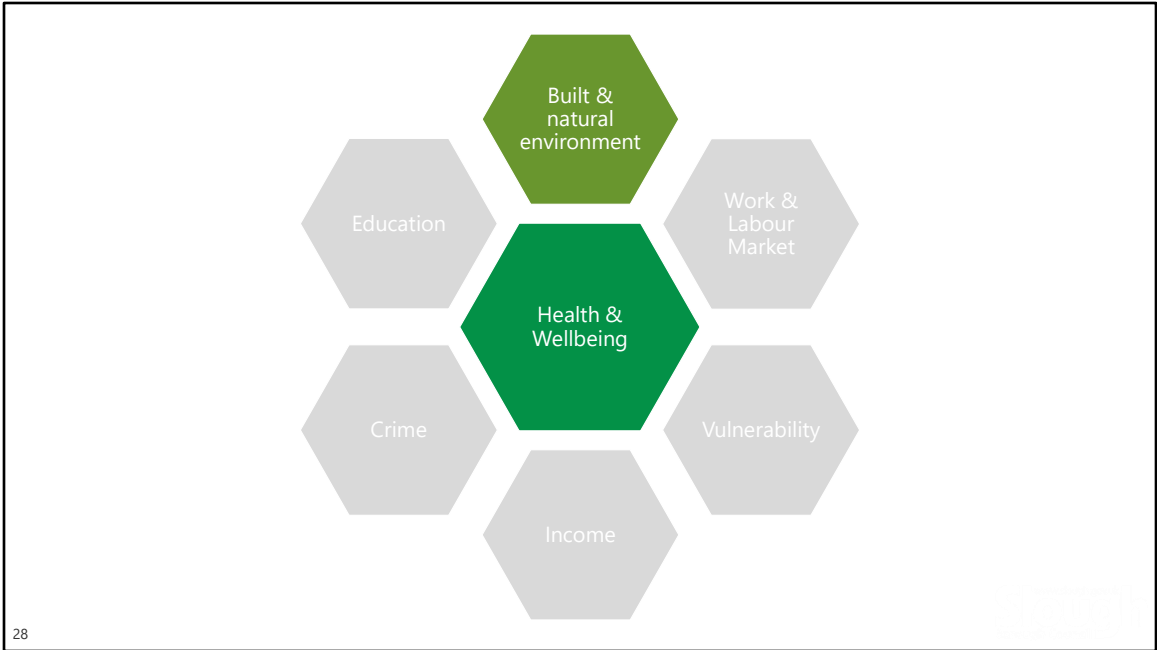 Built &
natural
environment
Education
Work &
Labour
Market
Health &
Wellbeing
Crime
Vulnerability
Income
28